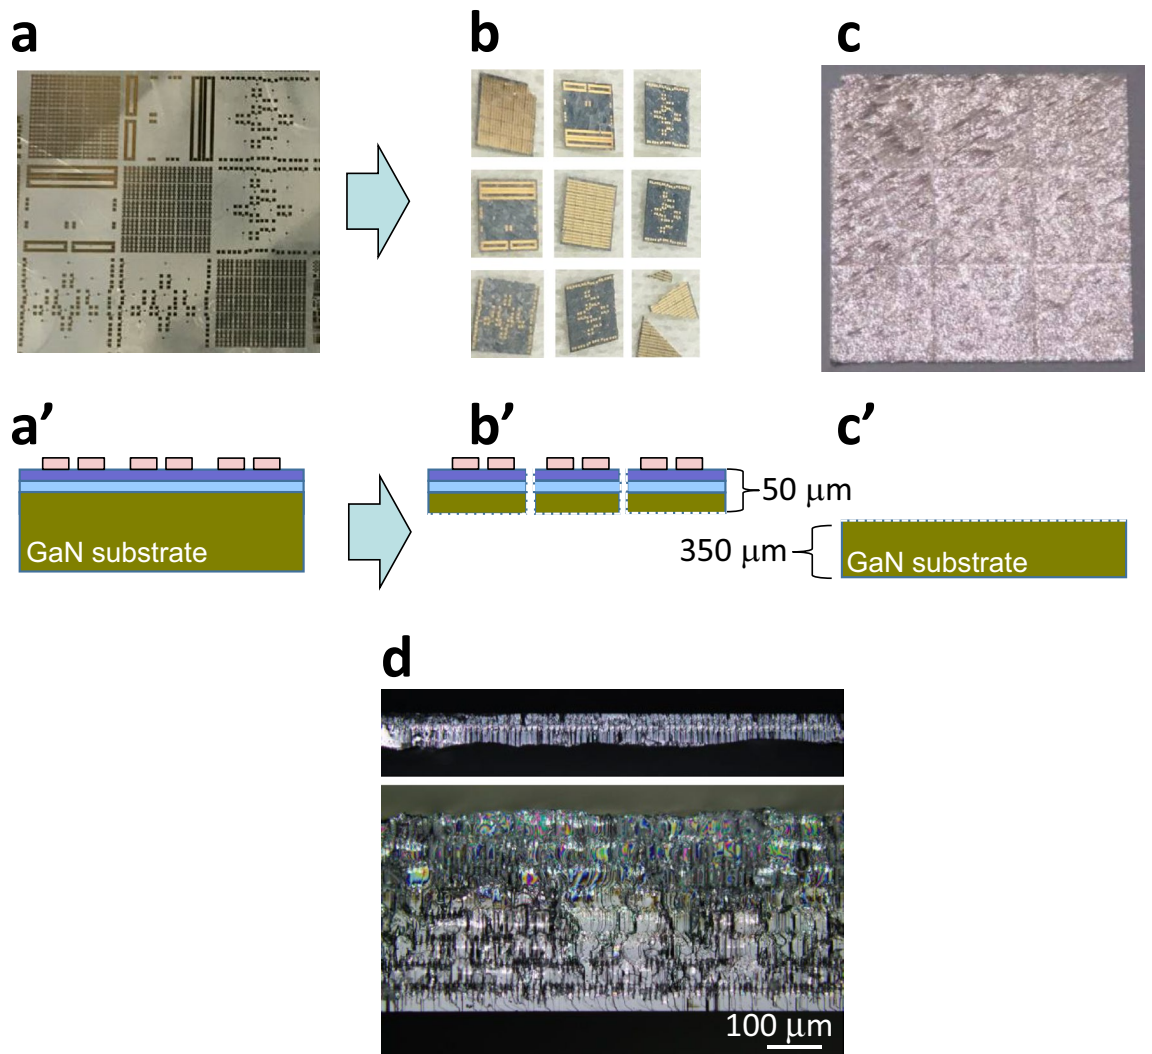 a
b
c
a’
b’
c’
50 μm
GaN substrate
350 μm
GaN substrate
d
100 μm